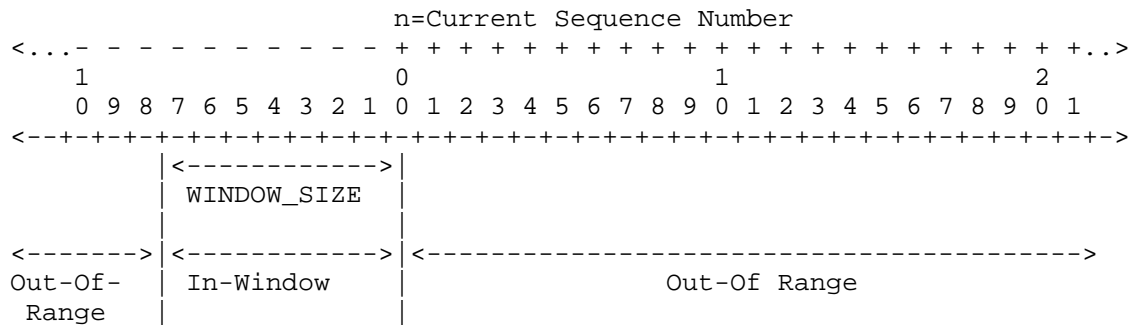 n=Current Sequence Number
<...- - - - - - - - - - + + + + + + + + + + + + + + + + + + + + + +..>
    1                   0                   1                   2
    0 9 8 7 6 5 4 3 2 1 0 1 2 3 4 5 6 7 8 9 0 1 2 3 4 5 6 7 8 9 0 1
<--+-+-+-+-+-+-+-+-+-+-+-+-+-+-+-+-+-+-+-+-+-+-+-+-+-+-+-+-+-+-+-+-+->
         |<------------>|
         | WINDOW_SIZE  |
         |              |
<------->|<------------>|<----------------------------------------->
Out-Of-  | In-Window    |                Out-Of Range
 Range   |              |